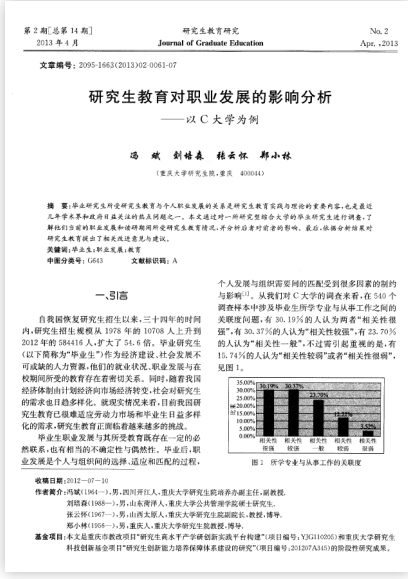 第2期[总第14期]
2013年4月
研究生教育研究
Journal of Graduate Education
No. 2
Apr. ,2013
文章编号: 2095-1663(2013)02-0061-07
研究生教育对职业发展的影响分析
——以C大学为例
冯 斌 刘培森 张云怀 郑小林
(重庆大学研究生院,重庆 400044)
摘 要:毕业研究生所受研究生教育与个人职业发展的关系是研究生教育实践与理论的重要内容,也是最近
几年学术界和政府日益关注的热点问题之一。本文通过对一所研究型综合大学的毕业研究生进行调查,了
解他们当前的职业发展和读研期间所受研究生教育情况,并分析后者对前者的影响。最后,依据分析结果对
研究生教育提出了相关改进意见与建议。
关键词:毕业生;职业发展;教育
中图分类号: G643 文献标识码: A
一、引言
自我国恢复研究生招生以来,三十四年的时间
内,研究生招生规模从1978年的10708人上升到
2012年的584416人,扩大了54.6倍。毕业研究生
(以下简称为“毕业生”)作为经济建设、社会发展不
可或缺的人力资源,他们的就业状况、职业发展与在
校期间所受的教育存在着密切关系。同时,随着我国
经济体制由计划经济向市场经济转变,社会对研究生
的需求也日趋多样化。就现实情况来看,目前我国研
究生教育已很难适应劳动力市场和毕业生日益多样
化的需求,研究生教育正面临着越来越多的挑战。
毕业生职业发展与其所受教育既存在一定的必
然联系,也有相当的不确定性与偶然性。毕业后,职
业发展是个人与组织间的选择、适应和匹配的过程,
个人发展与组织需要间的匹配受到很多因素的制约
与影响[1]。从我们对C大学的调查来看,在540个
调查样本中涉及毕业生所学专业与从事工作之间的
关联度问题,有30.19%的人认为两者“相关性很
强”,有30.37%的人认为“相关性较强”,有23.70%
的人认为“相关性一般”,不过需引起重视的是,有
15.74%的人认为“相关性较弱”或者“相关性很弱”,
见图1。
35.00%
30.00%
25.00%
20.00%
15.00%
10.00%
5.00%
0.00%
30.19% 30.37% 23.70% 12.22% 3.52%
相关性很强 相关性较强 相关性一般 相关性较弱 相关性很弱
图1 所学专业与从事工作的关联度
收稿日期:2012-07-10
作者简介:冯斌(1964—),男,四川开江人,重庆大学研究生院培养办副主任,副教授.
刘培森(1988—),男,山东菏泽人,重庆大学公共管理学院硕士研究生.
张云怀(1967—),男,山西太原人,重庆大学研究生院副院长,教授,博导.
郑小林(1956—),男,重庆人,重庆大学研究生院教授,博导.
基金项目:本文是重庆市教改项目“研究生高水平产学研创新实践平台构建”(项目编号:YJG110205)和重庆大学研究生
科技创新基金项目“研究生创新能力培养保障体系建设的研究”(项目编号:201207A345)的阶段性研究成果。